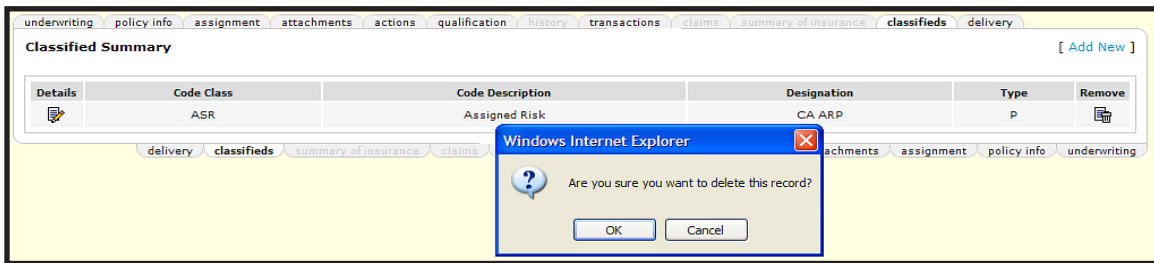 underwriting policy info assignment attachments actions qualification history transactions claims summary of insurance classifieds delivery
Classified Summary [ Add New ]
Details Code Class Code Description Designation Type Remove
ASR Assigned Risk CA ARP P
delivery classifieds summary of insurance claims achments assignment policy info underwriting
Windows Internet Explorer
Are you sure you want to delete this record?
OK Cancel